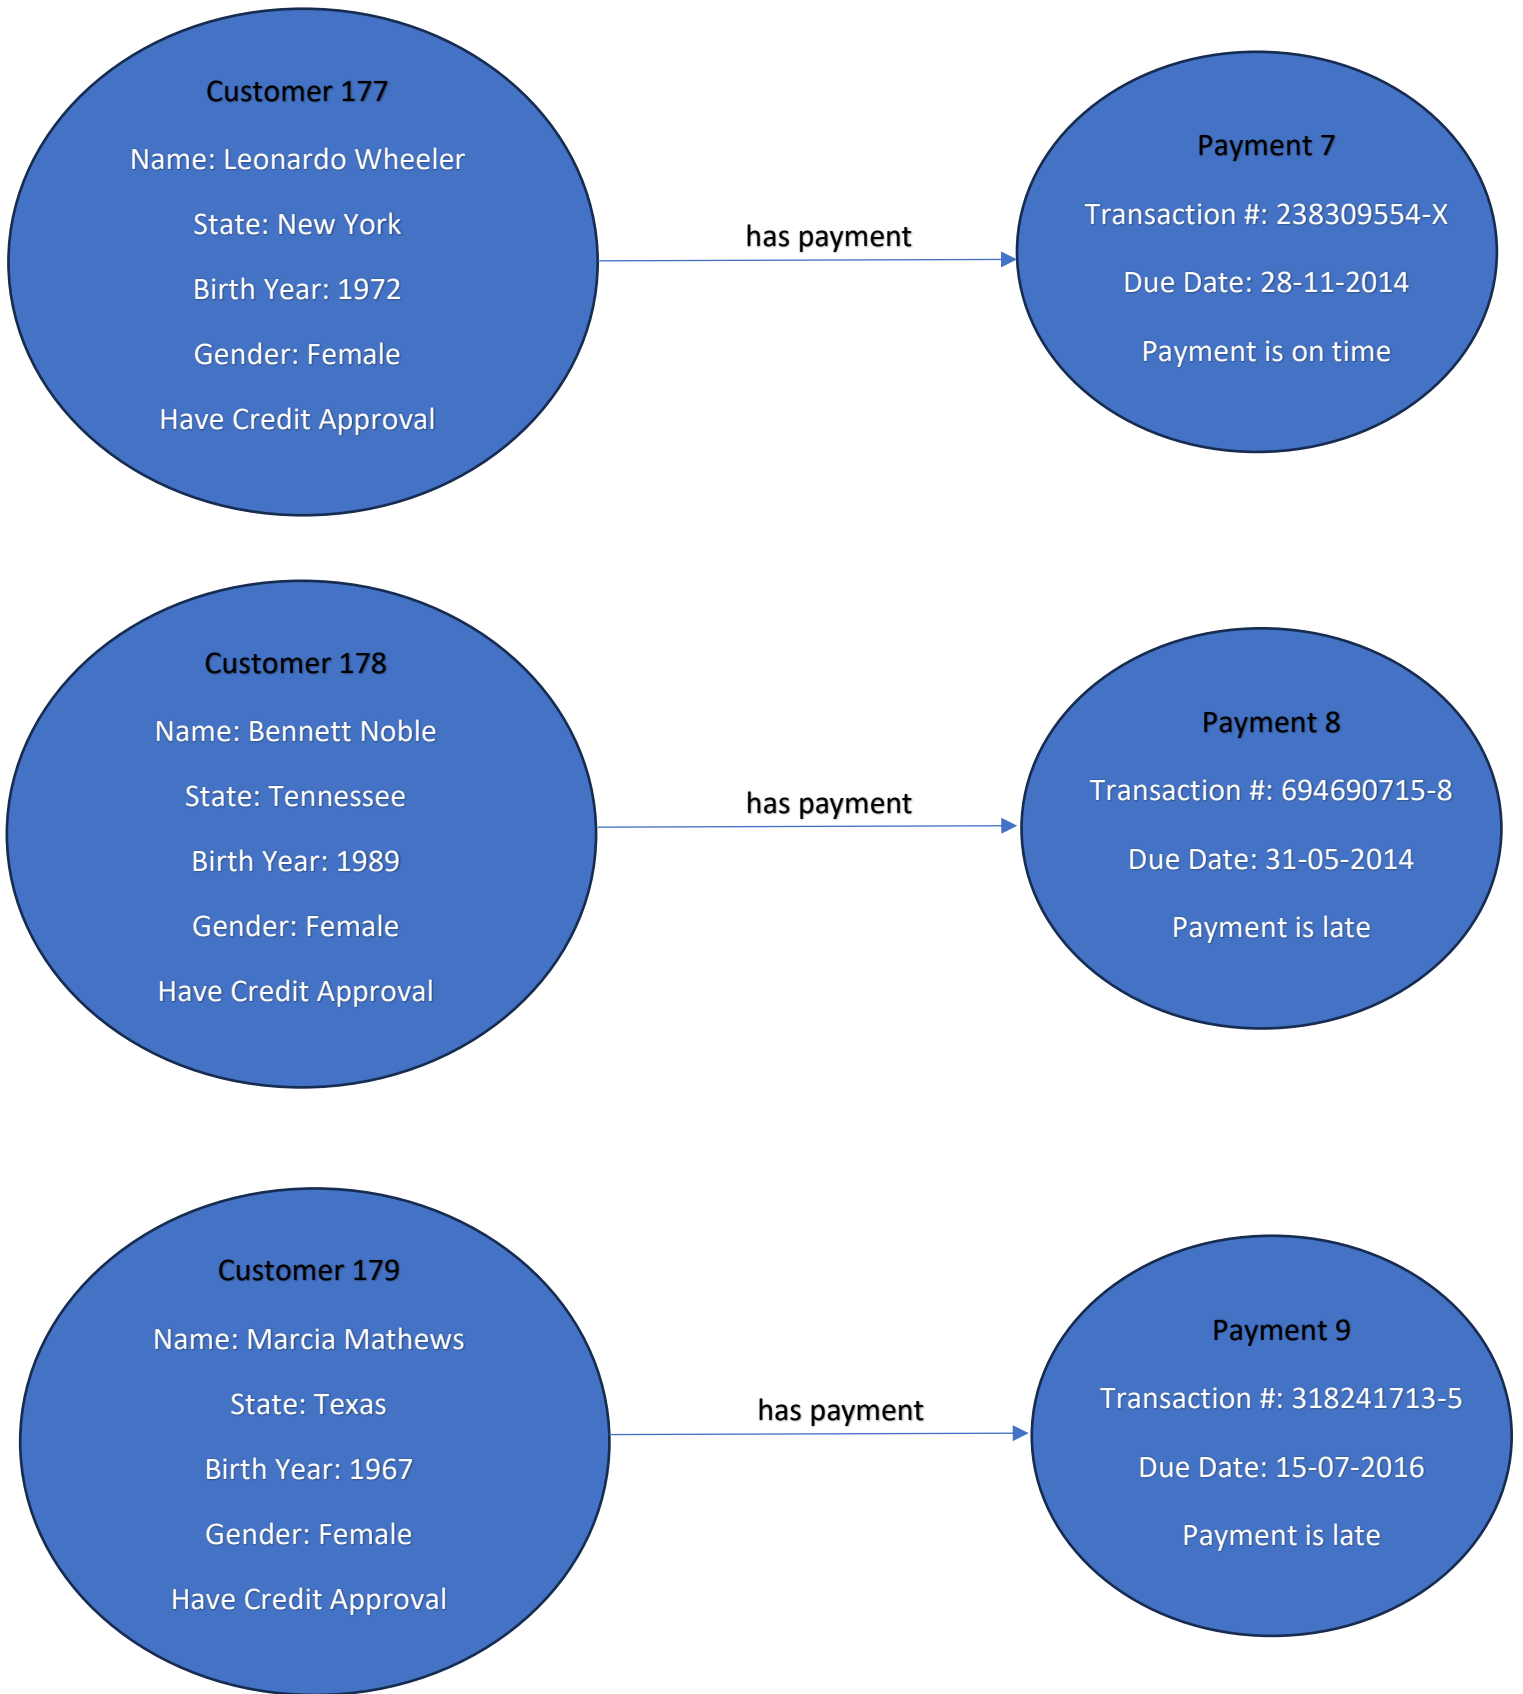 Customer 177
Name: Leonardo Wheeler
State: New York
Birth Year: 1972
Gender: Female
Have Credit Approval
has payment
Payment 7
Transaction #: 238309554-X
Due Date: 28-11-2014
Payment is on time
Customer 178
Name: Bennett Noble
State: Tennessee
Birth Year: 1989
Gender: Female
Have Credit Approval
has payment
Payment 8
Transaction #: 694690715-8
Due Date: 31-05-2014
Payment is late
Customer 179
Name: Marcia Mathews
State: Texas
Birth Year: 1967
Gender: Female
Have Credit Approval
has payment
Payment 9
Transaction #: 318241713-5
Due Date: 15-07-2016
Payment is late